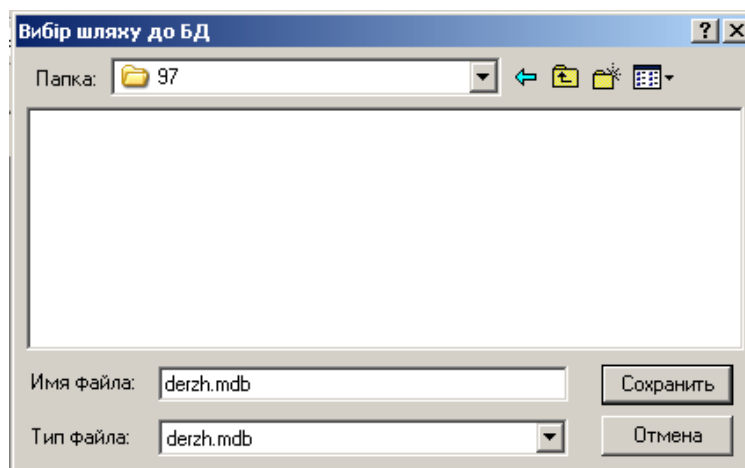 Вибір шляху до БД
Папка: 97
Имя файла: derzh.mdb Сохранить
Тип файла: derzh.mdb Отмена